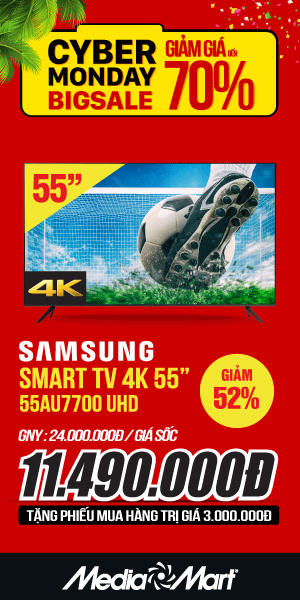 CYBER
MONDAY
BIGSALE
GIẢM GIÁ ĐẾN
70%
55”
4K
SAMSUNG
SMART TV 4K 55”
55AU7700 UHD
GIẢM
52%
GNY : 24.000.000Đ / GIÁ SỐC
11.490.000Đ
TẶNG PHIẾU MUA HÀNG TRỊ GIÁ 3.000.000Đ
MediaMart